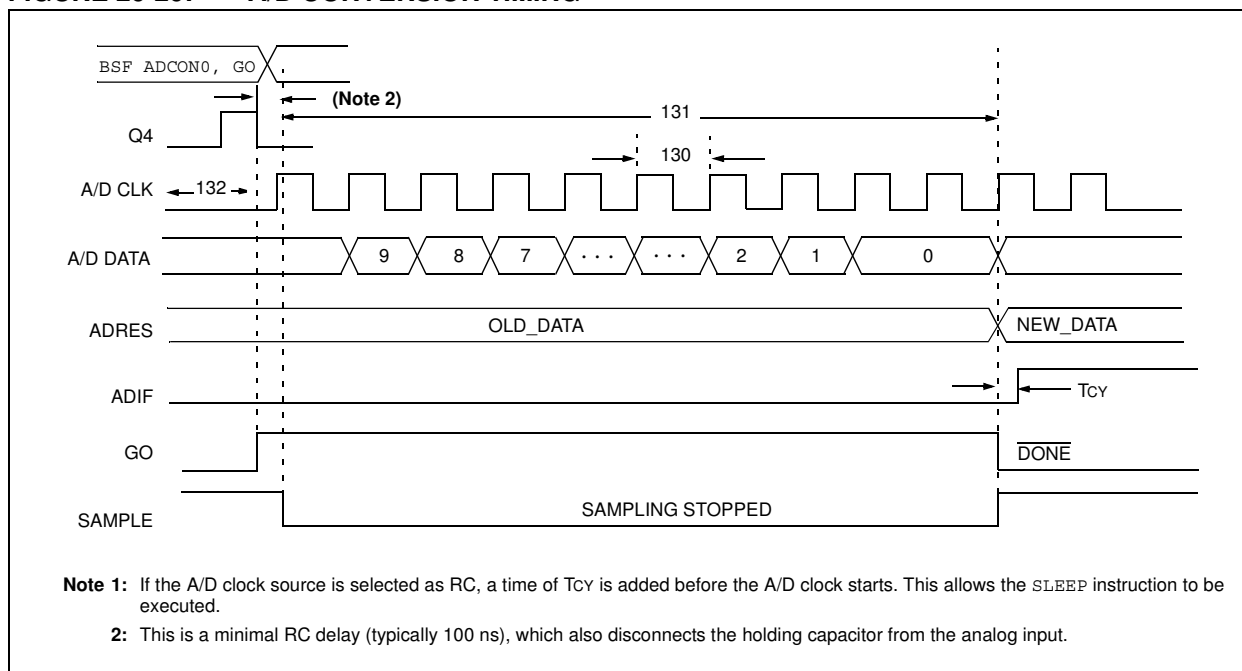 BSF ADCON0, GO
(Note 2)
131
Q4
130
A/D CLK
132
A/D DATA
9 8 7 · · · · · · 2 1 0
ADRES
OLD_DATA
NEW_DATA
ADIF
TCY
GO
DONE
SAMPLE
SAMPLING STOPPED
Note 1: If the A/D clock source is selected as RC, a time of TCY is added before the A/D clock starts. This allows the SLEEP instruction to be
executed.
2: This is a minimal RC delay (typically 100 ns), which also disconnects the holding capacitor from the analog input.